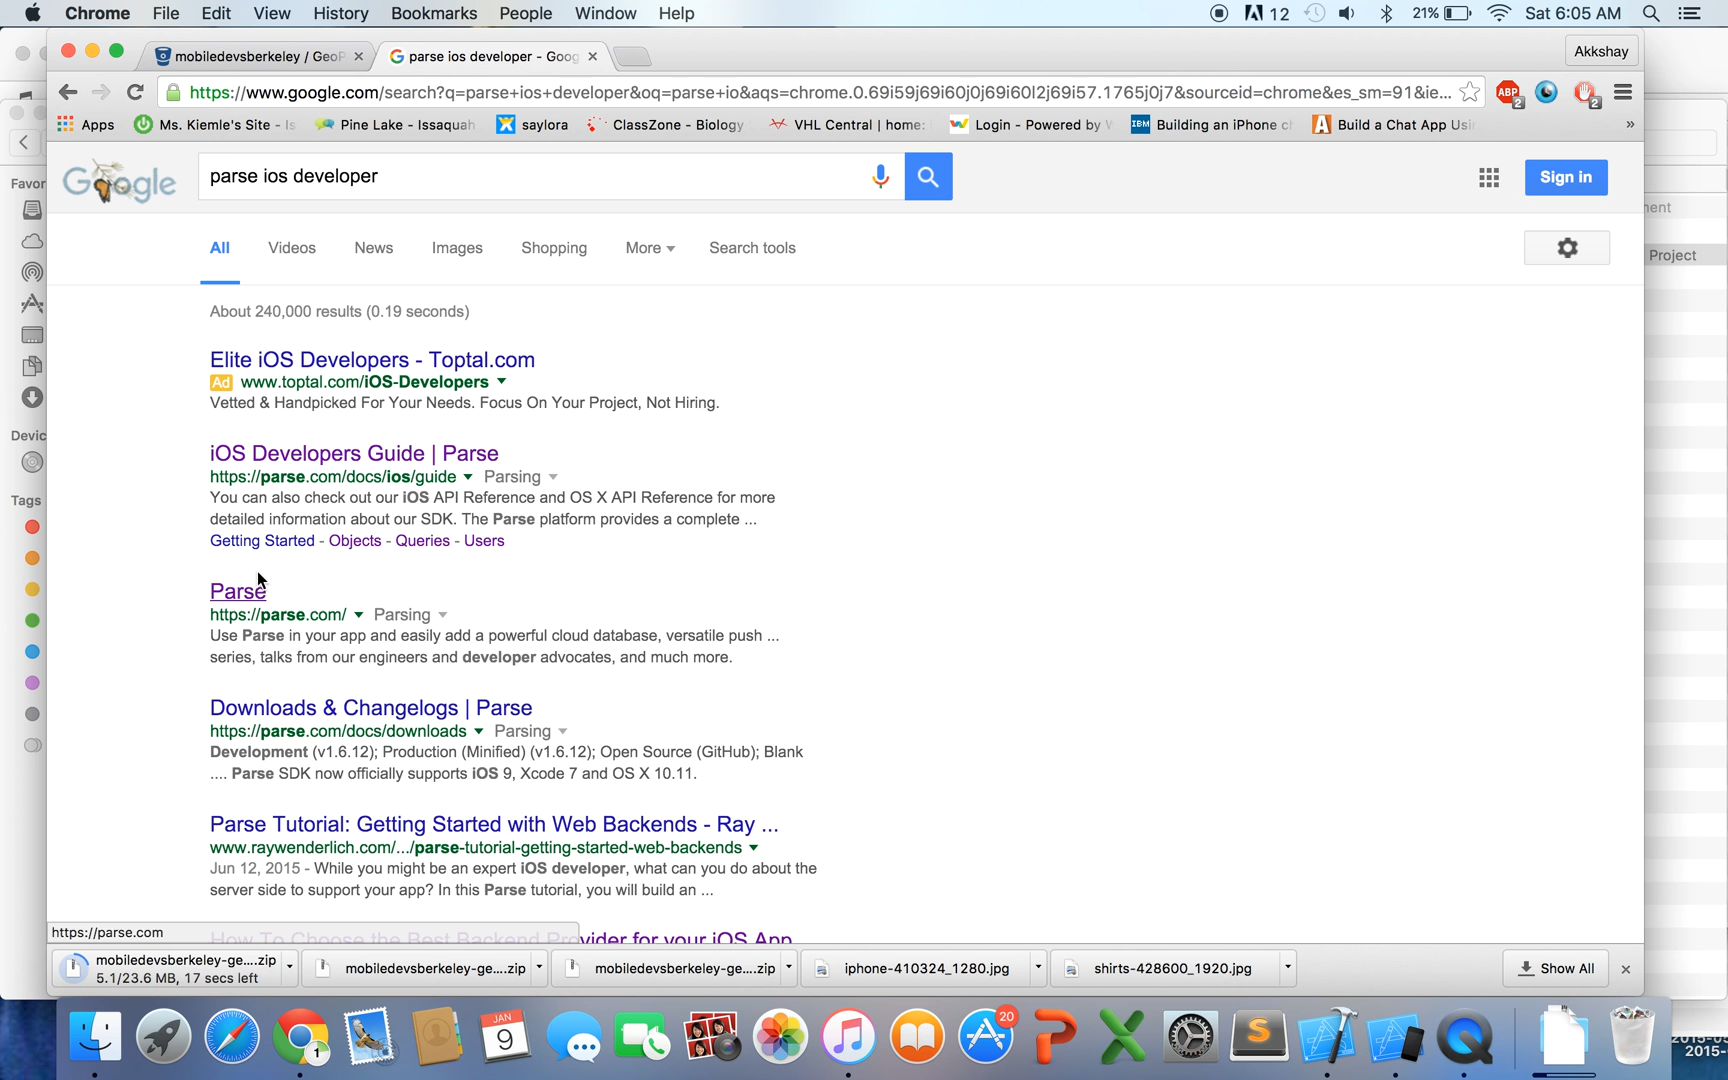 Chrome File Edit View History Bookmarks People Window Help 12 21% Sat 6:05 AM
mobiledevsberkeley / GeoP parse ios developer - Goog Akkshay
https://www.google.com/search?q=parse+ios+developer&oq=parse+io&aqs=chrome.0.69i59j69i60j0j69i60l2j69i57.1765j0j7&sourceid=chrome&es_sm=91&ie... ABP 2 2
Apps Ms. Kiemle's Site - Is Pine Lake - Issaquah saylora ClassZone - Biology VHL Central | home: Login - Powered by IBM Building an iPhone c Build a Chat App Usi »
Google parse ios developer Sign in
Favor
All Videos News Images Shopping More Search tools
Project
About 240,000 results (0.19 seconds)
Elite iOS Developers - Toptal.com
Ad www.toptal.com/iOS-Developers
Vetted & Handpicked For Your Needs. Focus On Your Project, Not Hiring.
Devic
iOS Developers Guide | Parse
https://parse.com/docs/ios/guide Parsing
You can also check out our iOS API Reference and OS X API Reference for more
Tags
detailed information about our SDK. The Parse platform provides a complete ...
Getting Started - Objects - Queries - Users
Parse
https://parse.com/ Parsing
Use Parse in your app and easily add a powerful cloud database, versatile push ...
series, talks from our engineers and developer advocates, and much more.
Downloads & Changelogs | Parse
https://parse.com/docs/downloads Parsing
Development (v1.6.12); Production (Minified) (v1.6.12); Open Source (GitHub); Blank
.... Parse SDK now officially supports iOS 9, Xcode 7 and OS X 10.11.
Parse Tutorial: Getting Started with Web Backends - Ray ...
www.raywenderlich.com/.../parse-tutorial-getting-started-web-backends
Jun 12, 2015 - While you might be an expert iOS developer, what can you do about the
server side to support your app? In this Parse tutorial, you will build an ...
https://parse.com
How To Choose the Best Backend Provider for your iOS App
mobiledevsberkeley-ge....zip mobiledevsberkeley-ge....zip mobiledevsberkeley-ge....zip iphone-410324_1280.jpg shirts-428600_1920.jpg Show All
5.1/23.6 MB, 17 secs left
JAN 9 20 1
2015-